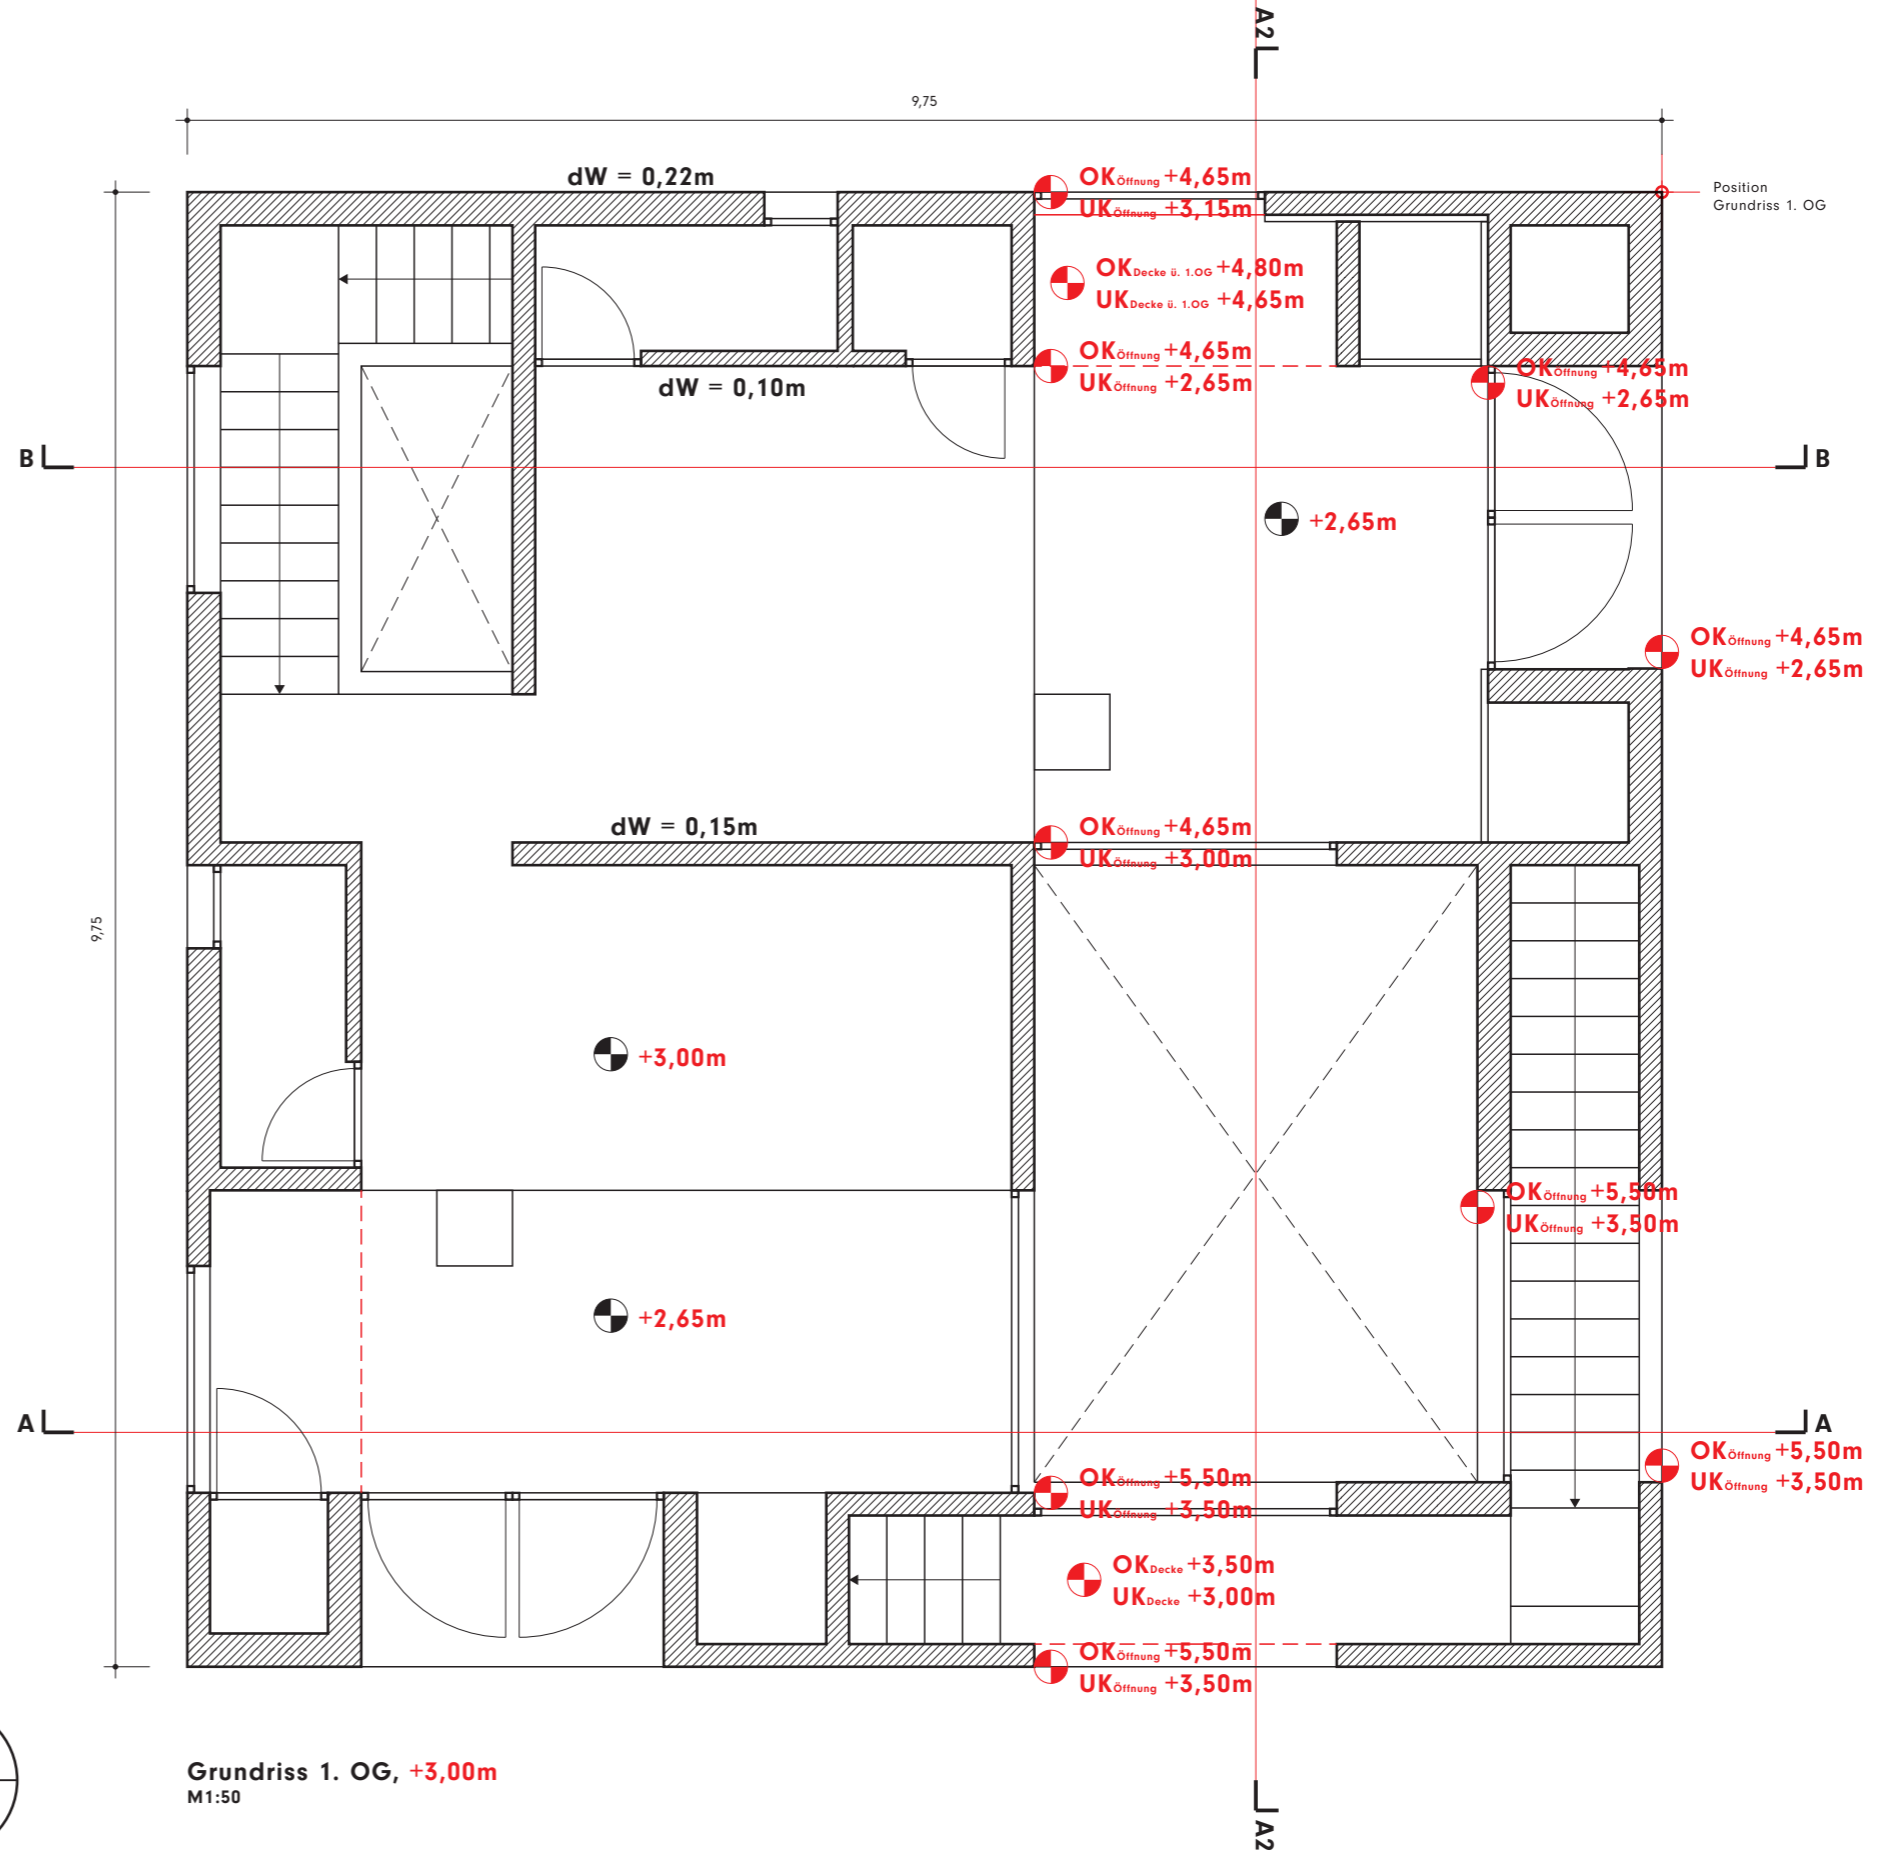 A2
9,75
dW = 0,22m
OKÖffnung +4,65m
UKÖffnung +3,15m
Position
Grundriss 1. OG
OKDecke ü. 1.OG +4,80m
UKDecke ü. 1.OG +4,65m
OKÖffnung +4,65m
UKÖffnung +2,65m
OKÖffnung +4,65m
UKÖffnung +2,65m
dW = 0,10m
B
B
+2,65m
OKÖffnung +4,65m
UKÖffnung +2,65m
dW = 0,15m
OKÖffnung +4,65m
UKÖffnung +3,00m
9,75
+3,00m
OKÖffnung +5,50m
UKÖffnung +3,50m
+2,65m
A
A
OKÖffnung +5,50m
UKÖffnung +3,50m
OKÖffnung +5,50m
UKÖffnung +3,50m
OKDecke +3,50m
UKDecke +3,00m
OKÖffnung +5,50m
UKÖffnung +3,50m
Grundriss 1. OG, +3,00m
M1:50
A2